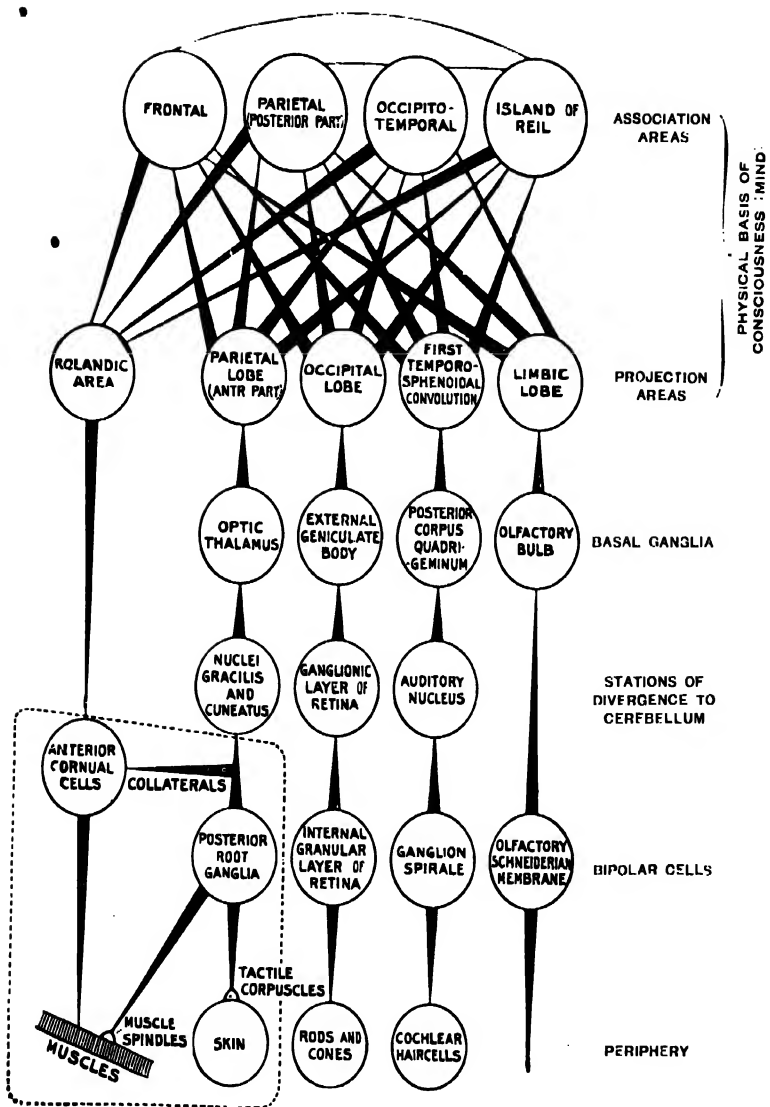 FRONTAL
PARIETAL
(POSTERIOR PART)
OCCIPITO-
TEMPORAL
ISLAND OF
REIL
ASSOCIATION
AREAS
PHYSICAL BASIS OF
CONSCIOUSNESS :MIND:
ROLANDIC
AREA
PARIETAL
LOBE
(ANTR PART)
OCCIPITAL
LOBE
FIRST
TEMPORO-
SPHENOIDAL
CONVOLUTION
LIMBIC
LOBE
PROJECTION
AREAS
OPTIC
THALAMUS
EXTERNAL
GENICULATE
BODY
POSTERIOR
CORPUS
QUADRI-
-GEMINUM
OLFACTORY
BULB
BASAL GANGLIA
NUCLEI
GRACILIS
AND
CUNEATUS
GANGLIONIC
LAYER OF
RETINA
AUDITORY
NUCLEUS
STATIONS OF
DIVERGENCE TO
CEREBELLUM
ANTERIOR
CORNUAL
CELLS
COLLATERALS
POSTERIOR
ROOT
GANGLIA
INTERNAL
GRANULAR
LAYER OF
RETINA
GANGLION
SPIRALE
OLFACTORY
SCHNEIDERIAN
MEMBRANE
BIPOLAR CELLS
TACTILE
CORPUSCLES
MUSCLE
SPINDLES
MUSCLES
SKIN
RODS AND
CONES
COCHLEAR
HAIRCELLS
PERIPHERY